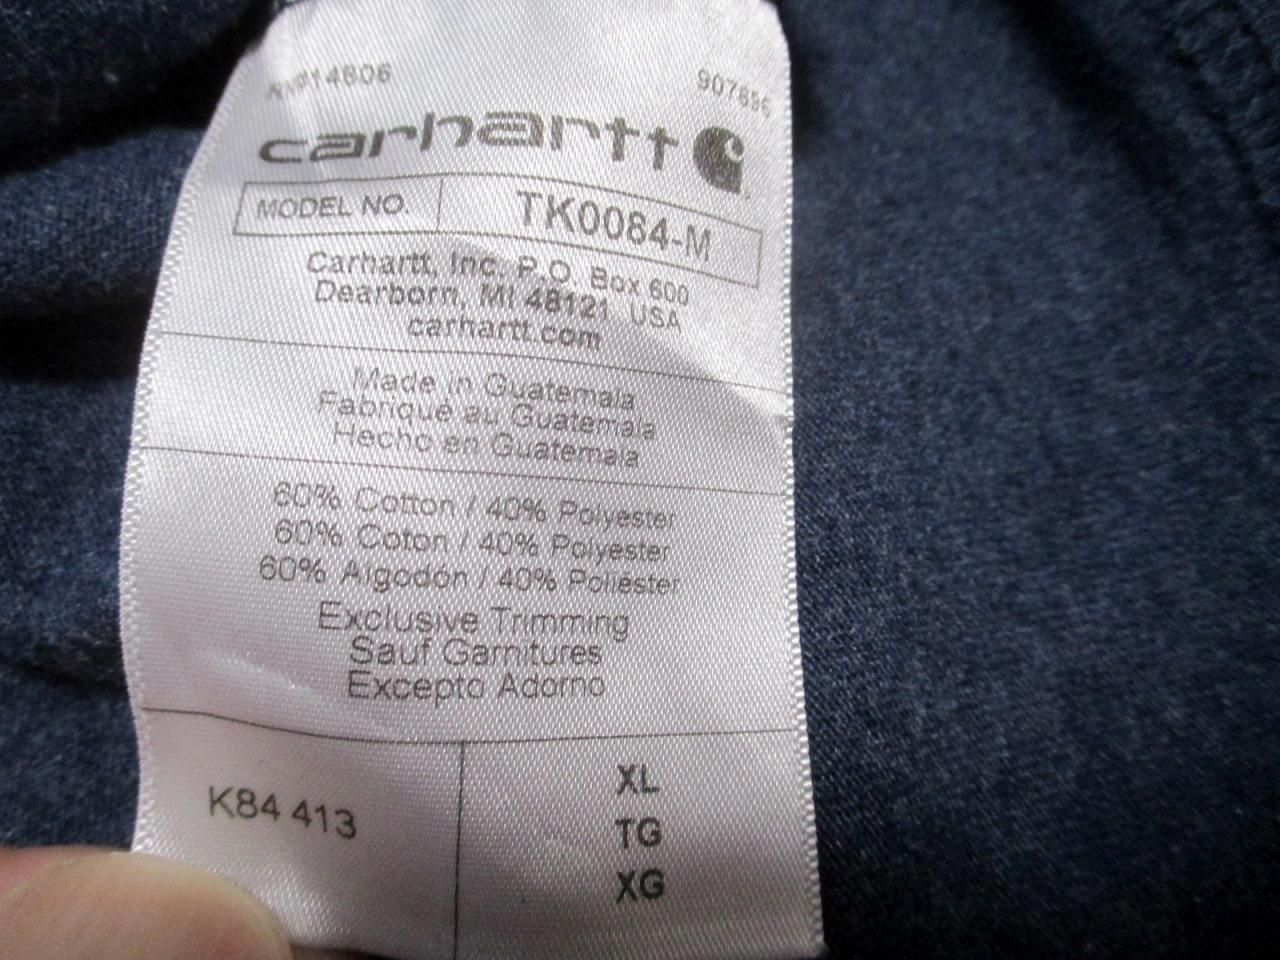 RN#14806
carhartt
MODEL NO. TK0084-M
Carhartt, Inc. P.O. Box 600
Dearborn, MI 48121 USA
carhartt.com
Made in Guatemala
Fabriqué au Guatemala
Hecho en Guatemala
60% Cotton / 40% Polyester
60% Coton / 40% Polyester
60% Algodón / 40% Poliester
Exclusive Trimming
Sauf Garnitures
Excepto Adorno
K84 413
XL
TG
XG